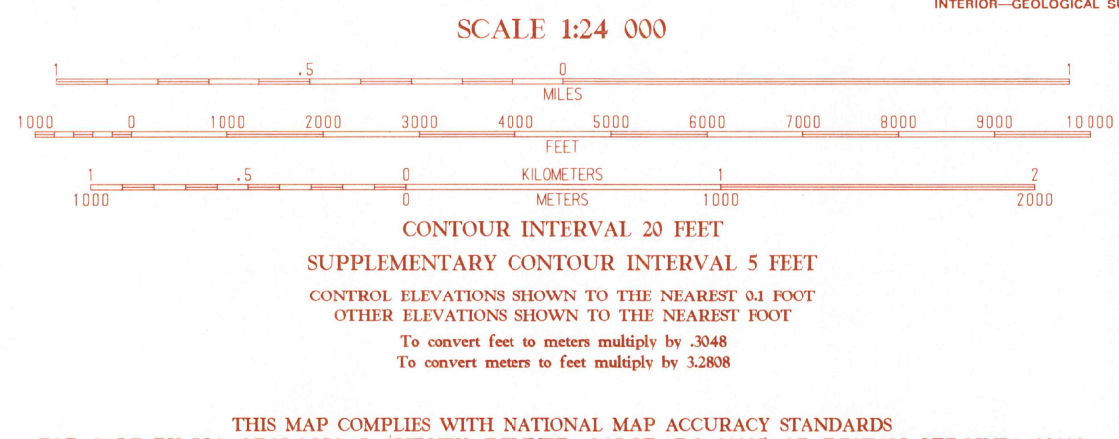 INTERIOR—GEOLOGICAL
SCALE 1:24 000
1 .5 0 1
MILES
1000 0 1000 2000 3000 4000 5000 6000 7000 8000 9000 10 000
FEET
1 .5 0 KILOMETERS 1 2
1000 0 METERS 1000 2000
CONTOUR INTERVAL 20 FEET
SUPPLEMENTARY CONTOUR INTERVAL 5 FEET
CONTROL ELEVATIONS SHOWN TO THE NEAREST 0.1 FOOT
OTHER ELEVATIONS SHOWN TO THE NEAREST FOOT
To convert feet to meters multiply by .3048
To convert meters to feet multiply by 3.2808
THIS MAP COMPLIES WITH NATIONAL MAP ACCURACY STANDARDS